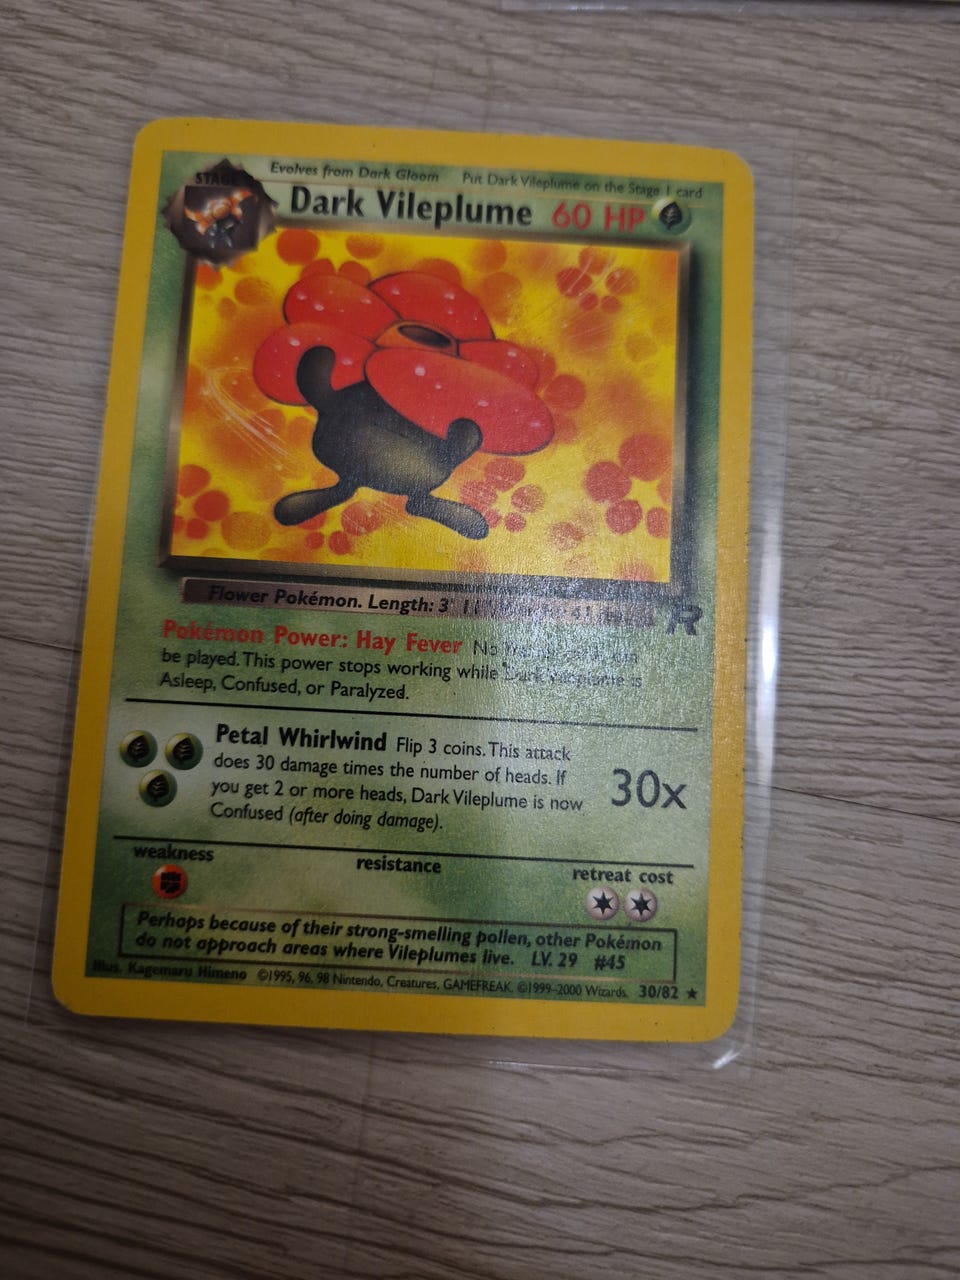 Evolves from Dark Gloom Put Dark Vileplume on the Stage 1 card
STAGE
Dark Vileplume 60 HP
Flower Pokémon. Length: 3'
R
Pokémon Power: Hay Fever No
be played. This power stops working while Dark Vileplume is
Asleep, Confused, or Paralyzed.
Petal Whirlwind Flip 3 coins. This attack
does 30 damage times the number of heads. If
you get 2 or more heads, Dark Vileplume is now
Confused (after doing damage).
30x
weakness
resistance
retreat cost
Perhaps because of their strong-smelling pollen, other Pokémon
do not approach areas where Vileplumes live. LV. 29 #45
Illus. Kagemaru Himeno ©1995, 96, 98 Nintendo, Creatures, GAMEFREAK. ©1999-2000 Wizards. 30/82 ★